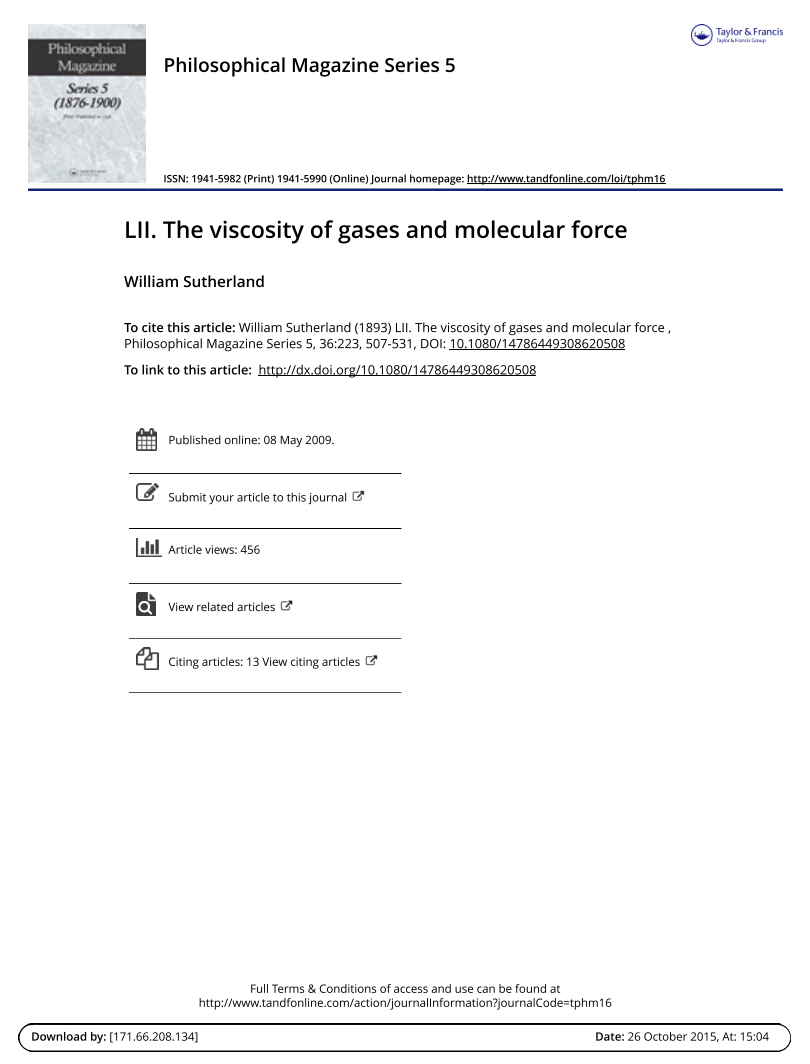 Philosophical
Magazine
Series 5
(1876-1900)
Taylor & Francis
Taylor & Francis Group
Philosophical Magazine Series 5
ISSN: 1941-5982 (Print) 1941-5990 (Online) Journal homepage: http://www.tandfonline.com/loi/tphm16
LII. The viscosity of gases and molecular force
William Sutherland
To cite this article: William Sutherland (1893) LII. The viscosity of gases and molecular force ,
Philosophical Magazine Series 5, 36:223, 507-531, DOI: 10.1080/14786449308620508
To link to this article: http://dx.doi.org/10.1080/14786449308620508
Published online: 08 May 2009.
Submit your article to this journal
Article views: 456
View related articles
Citing articles: 13 View citing articles
Full Terms & Conditions of access and use can be found at
http://www.tandfonline.com/action/journalInformation?journalCode=tphm16
Download by: [171.66.208.134]
Date: 26 October 2015, At: 15:04